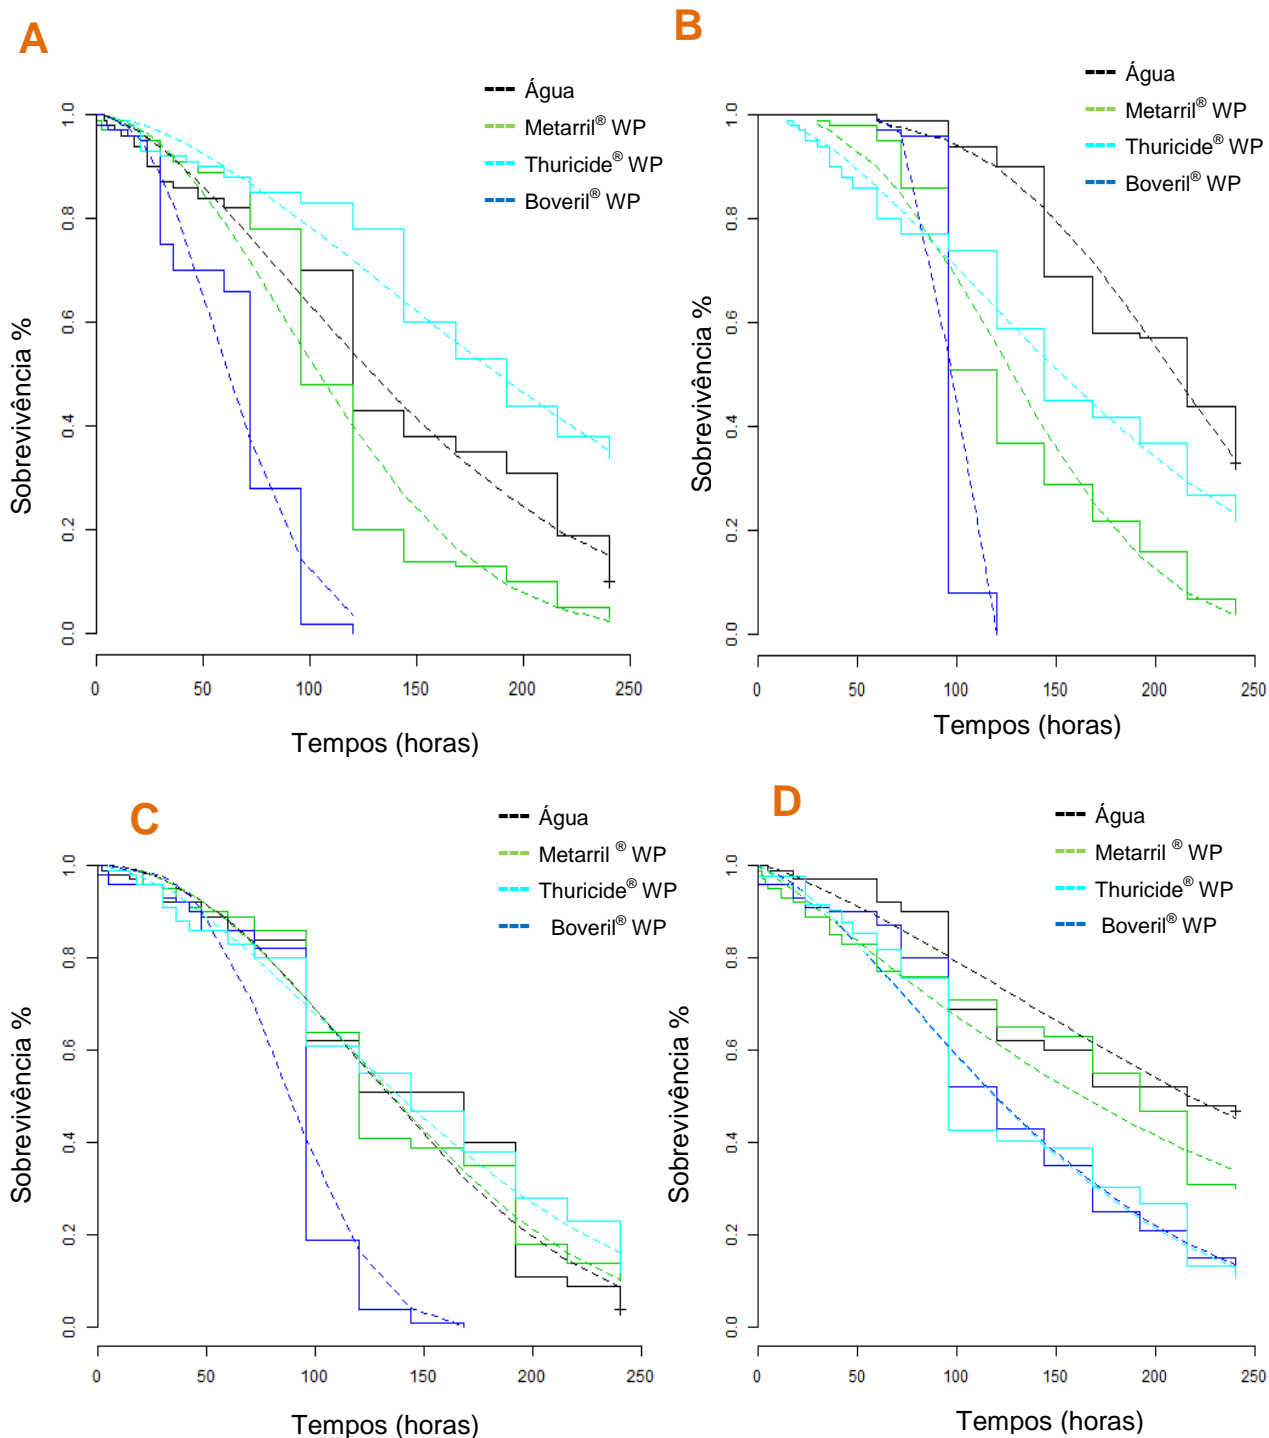 A
Água
Metarril® WP
Thuricide® WP
Boveril® WP
Sobrevivência %
1.0
0.8
0.6
0.4
0.2
0.0
0 50 100 150 200 250
Tempos (horas)
B
Água
Metarril® WP
Thuricide® WP
Boveril® WP
Sobrevivência %
1.0
0.8
0.6
0.4
0.2
0.0
0 50 100 150 200 250
Tempos (horas)
C
Água
Metarril ® WP
Thuricide® WP
Boveril® WP
Sobrevivência %
1.0
0.8
0.6
0.4
0.2
0.0
0 50 100 150 200 250
Tempos (horas)
D
Água
Metarril ® WP
Thuricide® WP
Boveril® WP
Sobrevivência %
1.0
0.8
0.6
0.4
0.2
0.0
0 50 100 150 200 250
Tempos (horas)